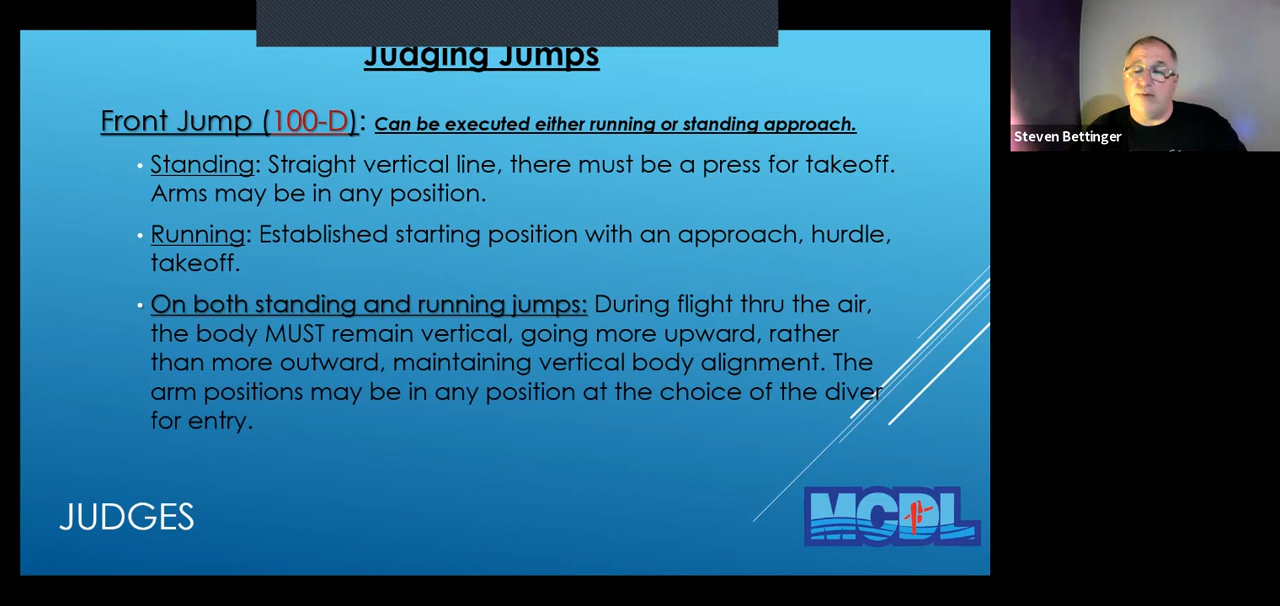 Judging Jumps
Front Jump (100-D): Can be executed either running or standing approach.
• Standing: Straight vertical line, there must be a press for takeoff.
Arms may be in any position.
• Running: Established starting position with an approach, hurdle,
takeoff.
• On both standing and running jumps: During flight thru the air,
the body MUST remain vertical, going more upward, rather
than more outward, maintaining vertical body alignment. The
arm positions may be in any position at the choice of the diver
for entry.
JUDGES
MCDL
Steven Bettinger